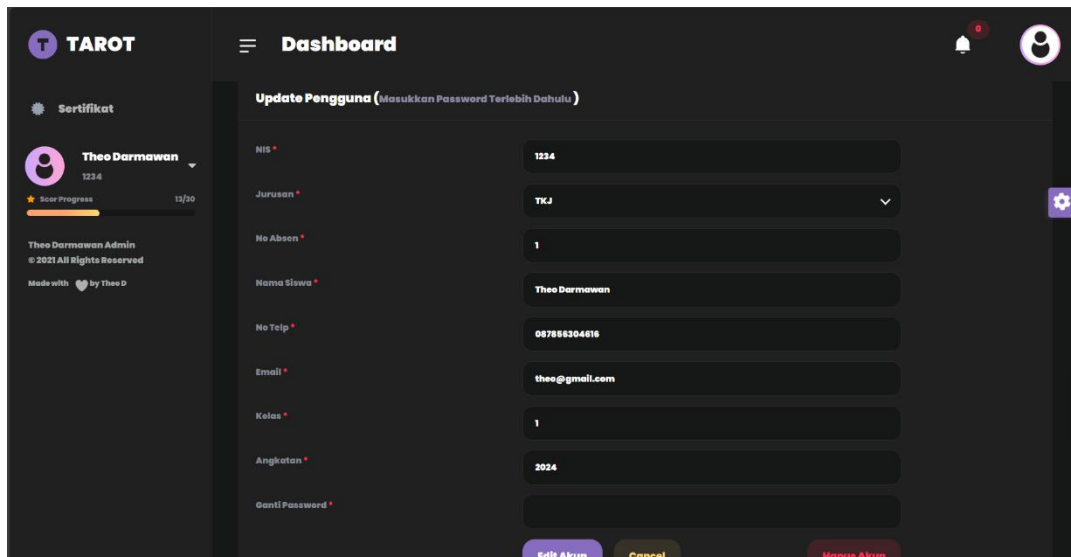 T TAROT
Dashboard
0
Sertifikat
Theo Darmawan
1234
Scor Progress 13/30
Theo Darmawan Admin
© 2021 All Rights Reserved
Made with by Theo D
Update Pengguna (Masukkan Password Terlebih Dahulu)
NIS * 1234
Jurusan * TKJ
No Absen * 1
Nama Siswa * Theo Darmawan
No Telp * 087856304616
Email * theo@gmail.com
Kelas * 1
Angkatan * 2024
Ganti Password *
Edit Akun Cancel Hapus Akun